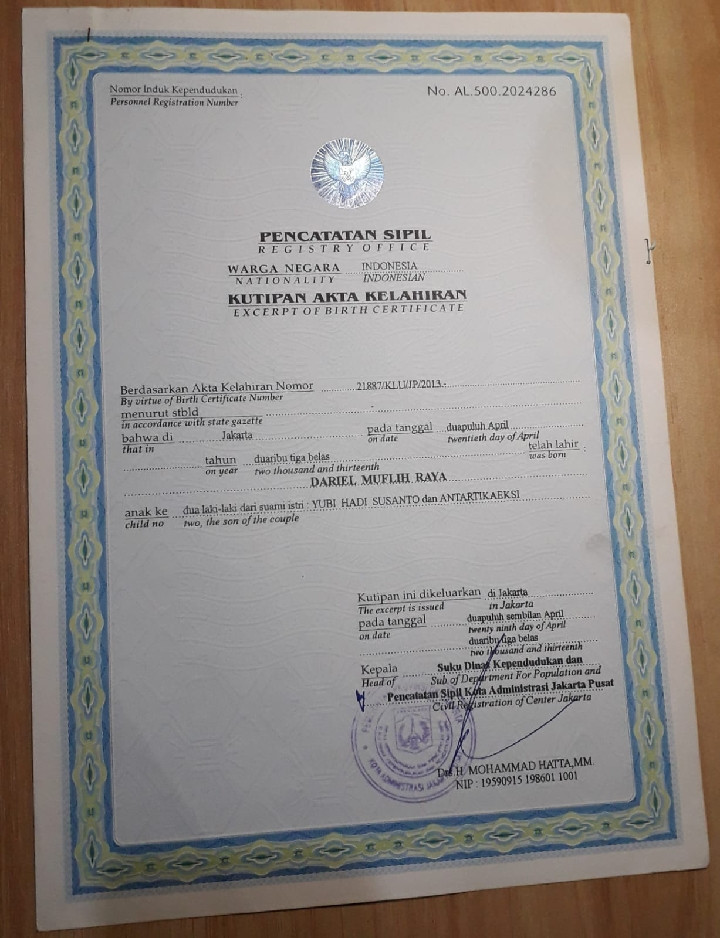 Nomor Induk Kependudukan
Personnel Registration Number
No. AL.500.2024286
PENCATATAN SIPIL
REGISTRY OFFICE
WARGA NEGARA INDONESIA
NATIONALITY INDONESIAN
KUTIPAN AKTA KELAHIRAN
EXCERPT OF BIRTH CERTIFICATE
Berdasarkan Akta Kelahiran Nomor 21887/KLU/JP/2013.-
By virtue of Birth Certificate Number
menurut stbld -
in accordance with state gazette
bahwa di Jakarta pada tanggal duapuluh April
that in on date twentieth day of April
telah lahir
was born
tahun duaribu tiga belas
on year two thousand and thirteenth
DARIEL MUFLIH RAYA
anak ke dua laki-laki dari suami istri : YUBI HADI SUSANTO dan ANTARTIKAEKSI
child no two, the son of the couple
Kutipan ini dikeluarkan di Jakarta
The excerpt is issued in Jakarta
pada tanggal duapuluh sembilan April
on date twenty ninth day of April
duaribu tiga belas
two thousand and thirteenth
Kepala Suku Dinas Kependudukan dan
Head of Sub of Department For Population and
Pencatatan Sipil Kota Administrasi Jakarta Pusat
Civil Registration of Center Jakarta
KOTA ADMINISTRASI
Drs.H. MOHAMMAD HATTA,MM.
NIP : 19590915 198601 1001